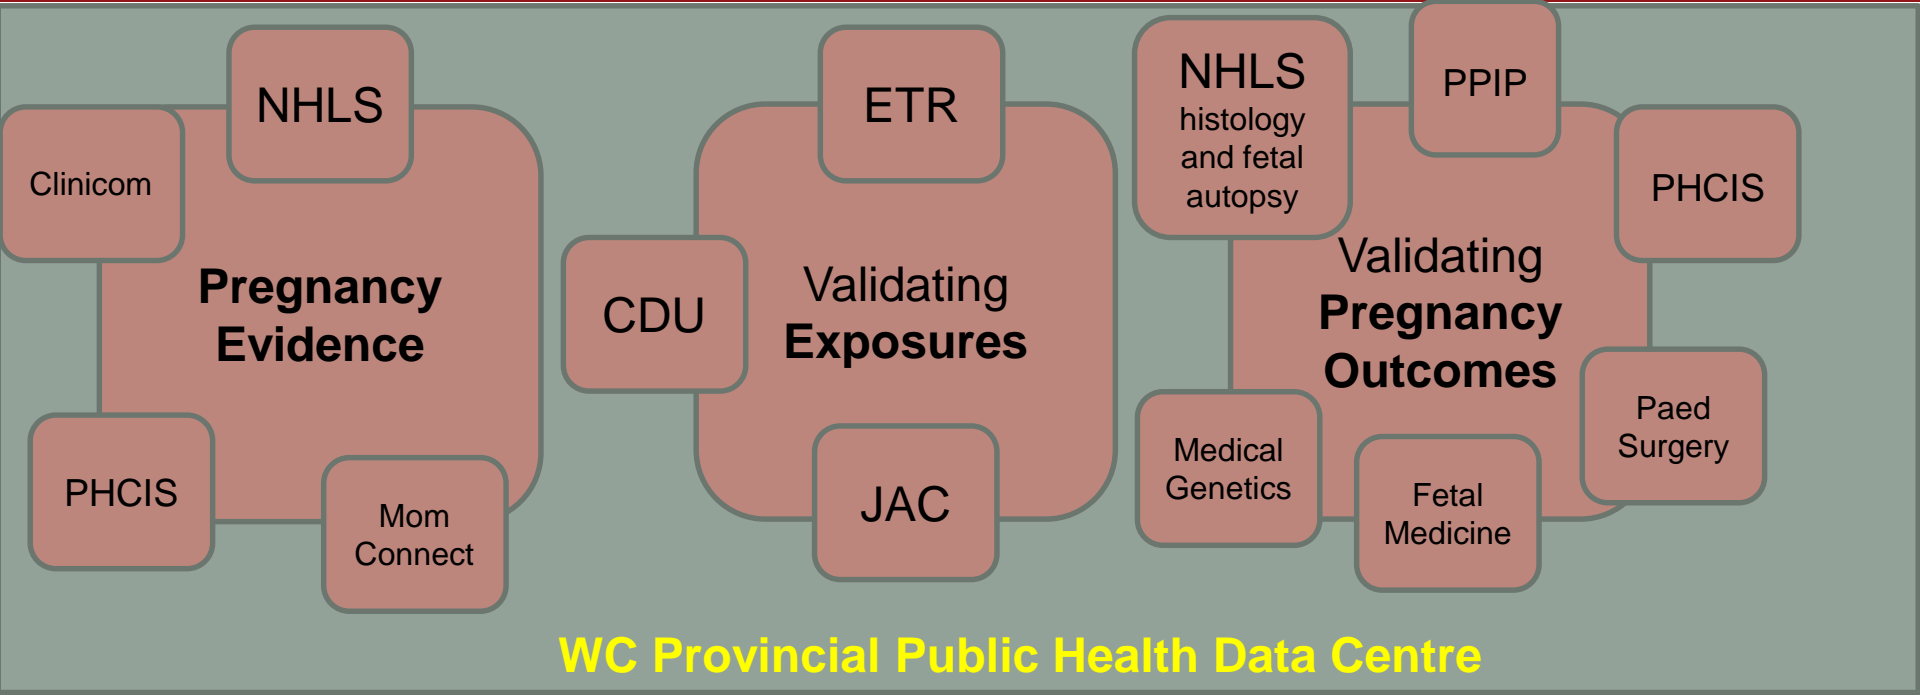 NHLS
Clinicom
Pregnancy
Evidence
PHCIS
Mom
Connect
ETR
CDU
Validating
Exposures
JAC
NHLS
histology
and fetal
autopsy
PPIP
PHCIS
Validating
Pregnancy
Outcomes
Paed
Surgery
Medical
Genetics
Fetal
Medicine
WC Provincial Public Health Data Centre